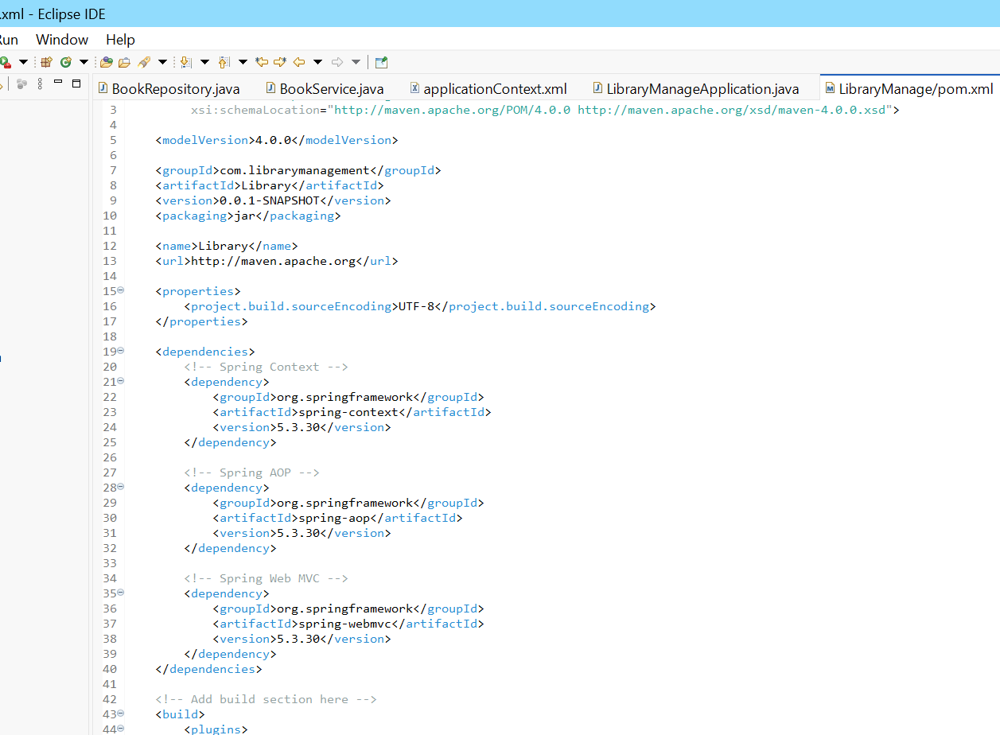 .xml - Eclipse IDE
Run Window Help
BookRepository.java BookService.java applicationContext.xml LibraryManageApplication.java LibraryManage/pom.xml
3 xsi:schemaLocation="http://maven.apache.org/POM/4.0.0 http://maven.apache.org/xsd/maven-4.0.0.xsd">
4
5 <modelVersion>4.0.0</modelVersion>
6
7 <groupId>com.librarymanagement</groupId>
8 <artifactId>Library</artifactId>
9 <version>0.0.1-SNAPSHOT</version>
10 <packaging>jar</packaging>
11
12 <name>Library</name>
13 <url>http://maven.apache.org</url>
14
15 <properties>
16 <project.build.sourceEncoding>UTF-8</project.build.sourceEncoding>
17 </properties>
18
19 <dependencies>
20 <!-- Spring Context -->
21 <dependency>
22 <groupId>org.springframework</groupId>
23 <artifactId>spring-context</artifactId>
24 <version>5.3.30</version>
25 </dependency>
26
27 <!-- Spring AOP -->
28 <dependency>
29 <groupId>org.springframework</groupId>
30 <artifactId>spring-aop</artifactId>
31 <version>5.3.30</version>
32 </dependency>
33
34 <!-- Spring Web MVC -->
35 <dependency>
36 <groupId>org.springframework</groupId>
37 <artifactId>spring-webmvc</artifactId>
38 <version>5.3.30</version>
39 </dependency>
40 </dependencies>
41
42 <!-- Add build section here -->
43 <build>
44 <plugins>